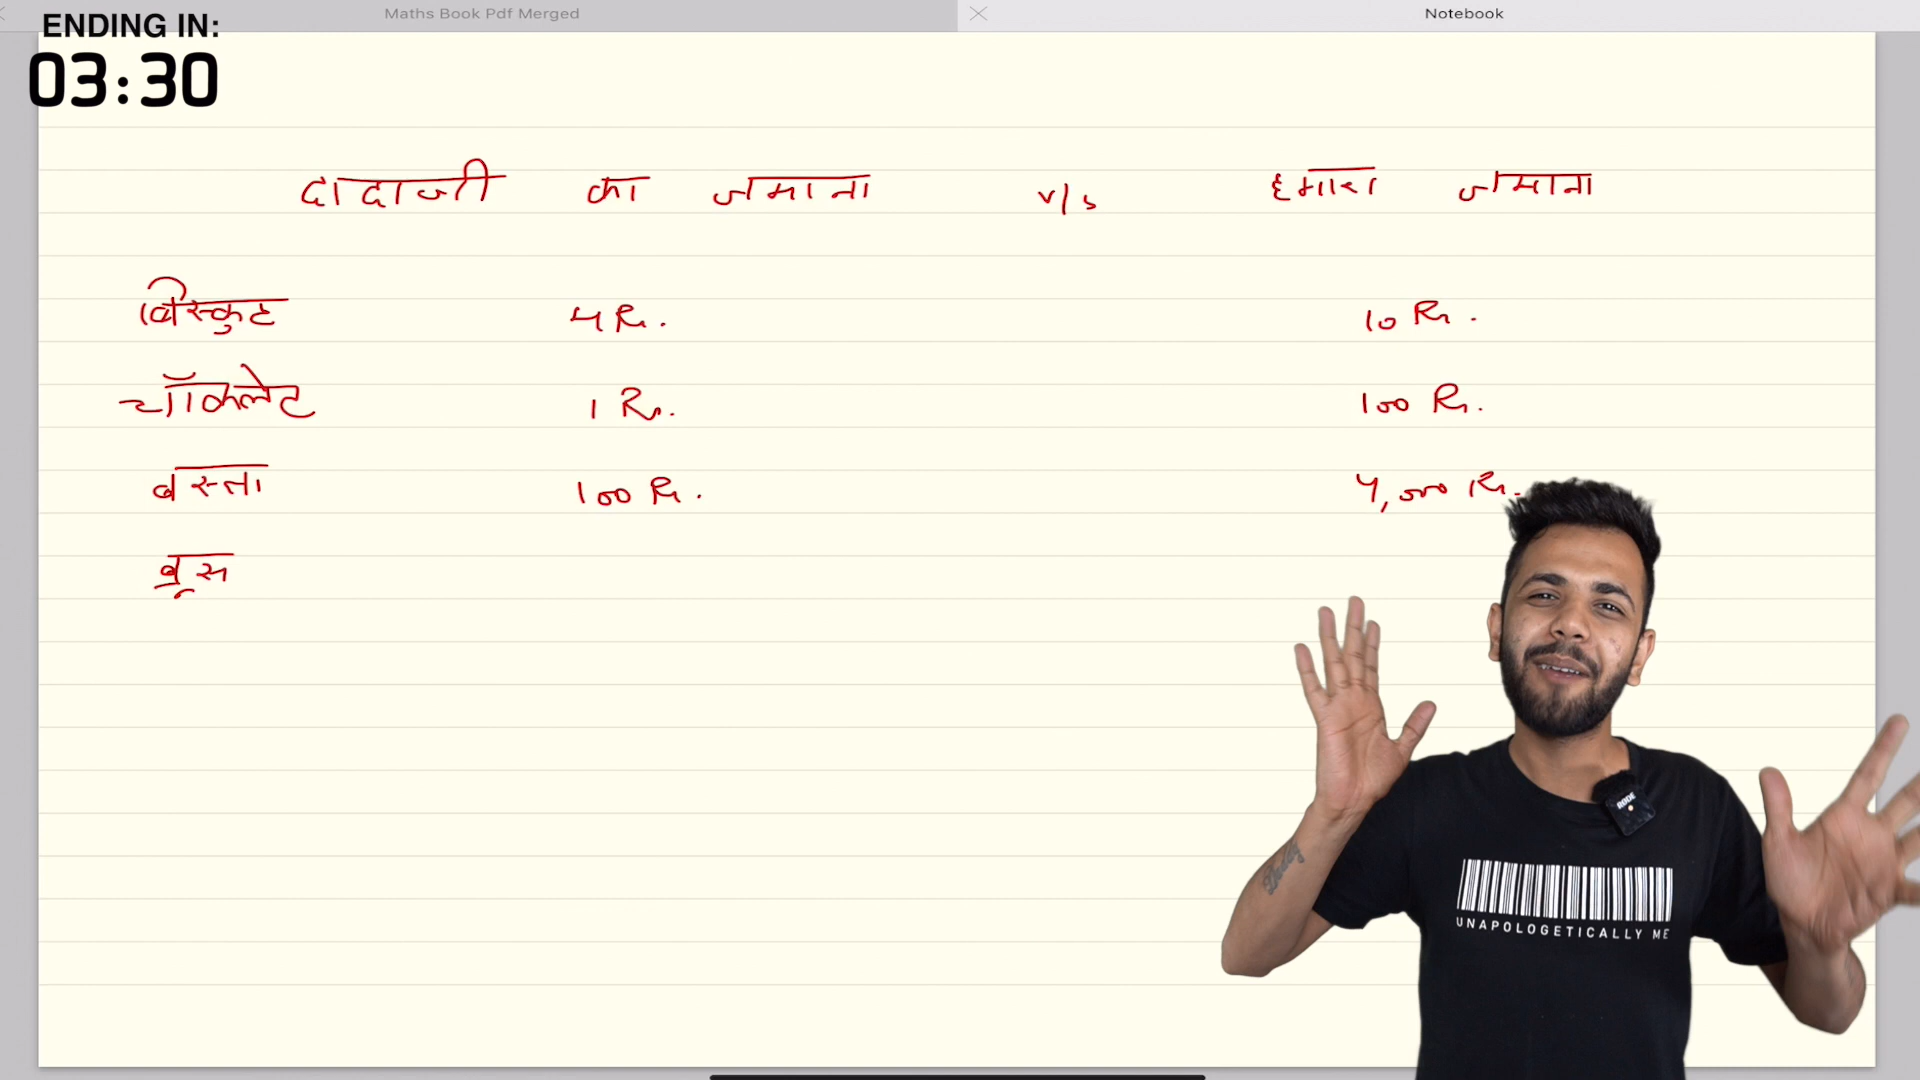 Maths Book Pdf Merged
Notebook
ENDING IN:
03:30
दादाजी का जमाना v/s हमारा जमाना
बिस्कुट 4 Rs. 10 Rs.
चॉकलेट 1 Rs. 100 Rs.
बस्ता 100 Rs. 4,000 Rs.
RODE
UNAPOLOGETICALLY ME